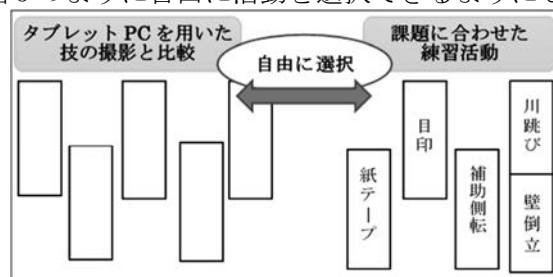 タブレットPCを用いた
技の撮影と比較
自由に選択
課題に合わせた
練習活動
紙テープ
目印
補助側転
川跳び
壁倒立